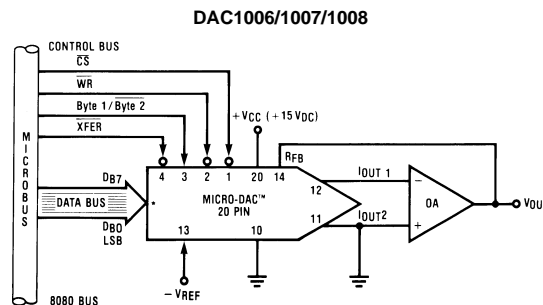 DAC1006/1007/1008
CONTROL BUS
CS
WR
Byte 1/Byte 2
XFER
+VCC (+15 VDC)
RFB
4 3 2 1 20 14
MICROBUS
DB7
DATA BUS
DB0
LSB
*
MICRO-DAC™
20 PIN
12
11
IOUT 1
IOUT2
-
+
OA
VOU
13
10
-VREF
8080 BUS